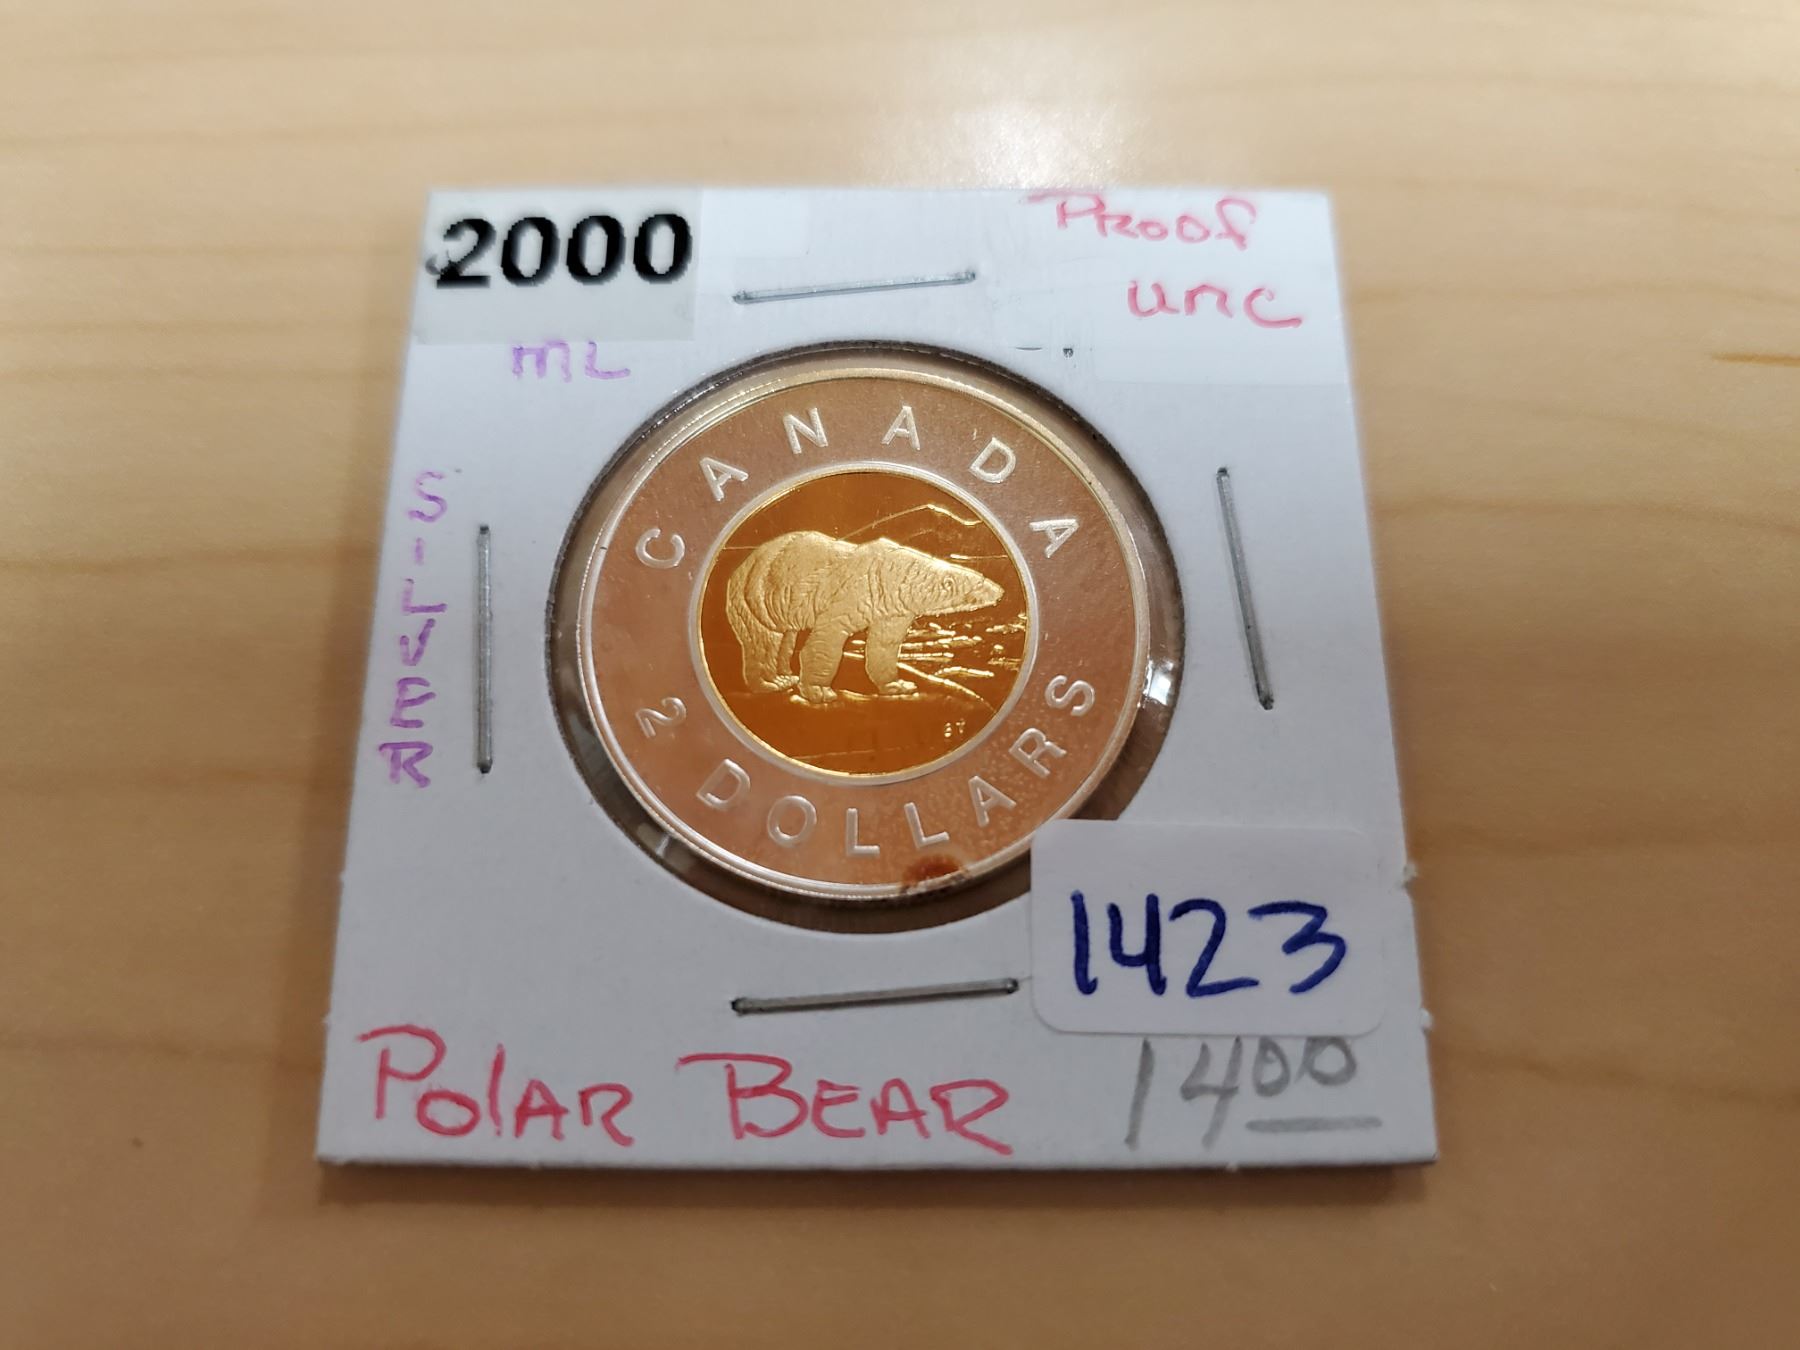 2000
Proof
unc
ML
SILVER
CANADA
2 DOLLARS
1423
Polar Bear
14⁰⁰